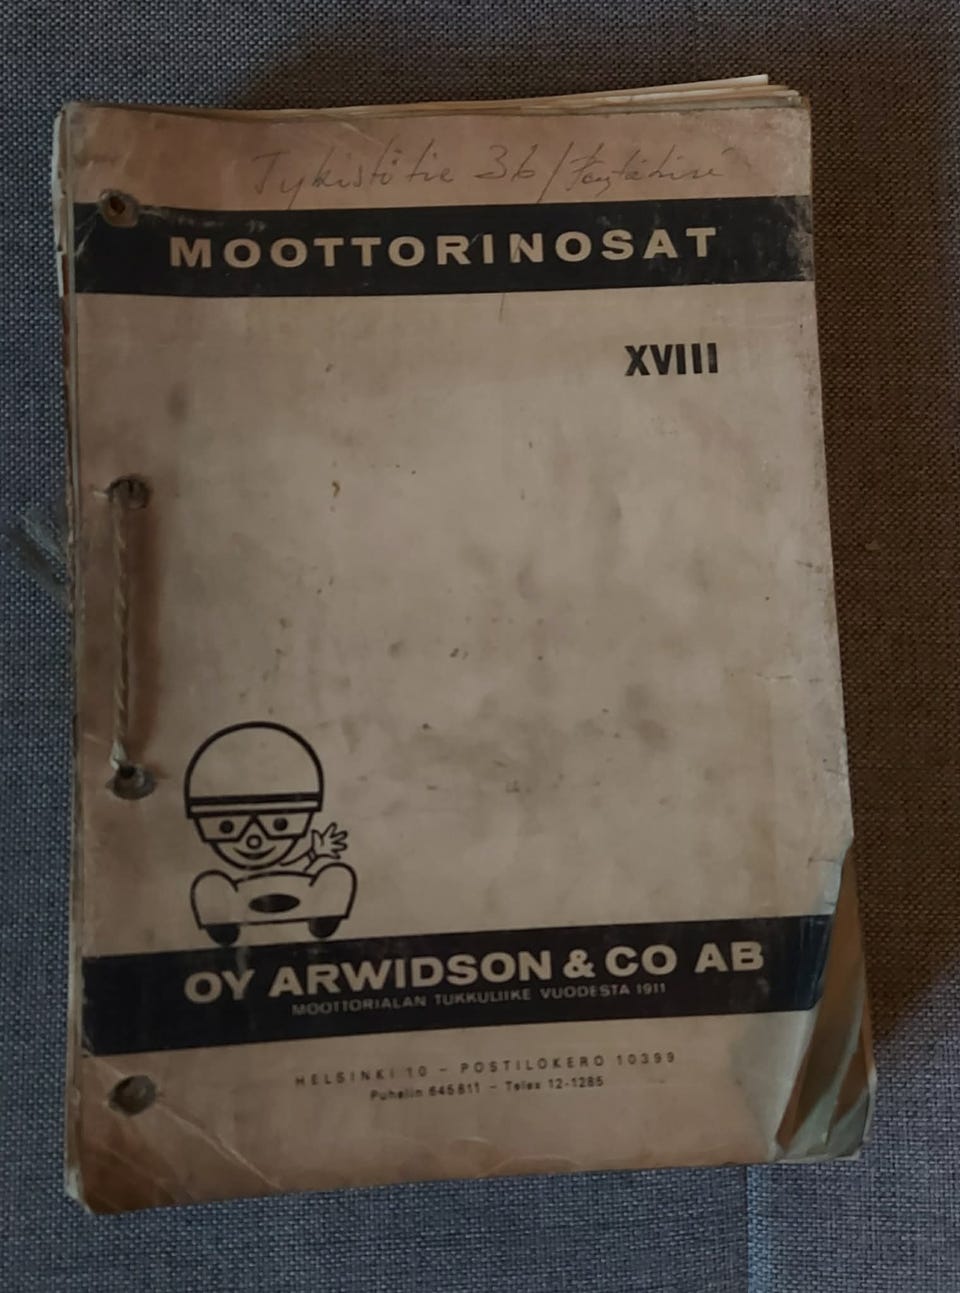 Tykistötie 3b /
MOOTTORINOSAT
XVIII
OY ARWIDSON & CO AB
MOOTTORIALAN TUKKULIIKE VUODESTA 1911
HELSINKI 10 – POSTILOKERO 10399
Puhelin 645811 – Telex 12-1285